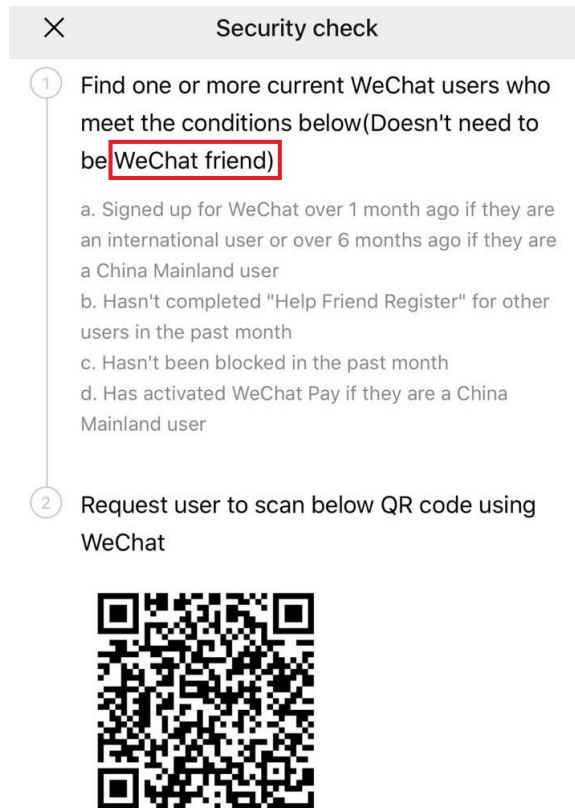 Security check
1
Find one or more current WeChat users who
meet the conditions below(Doesn't need to
be WeChat friend)
a. Signed up for WeChat over 1 month ago if they are
an international user or over 6 months ago if they are
a China Mainland user
b. Hasn't completed "Help Friend Register" for other
users in the past month
c. Hasn't been blocked in the past month
d. Has activated WeChat Pay if they are a China
Mainland user
2
Request user to scan below QR code using
WeChat